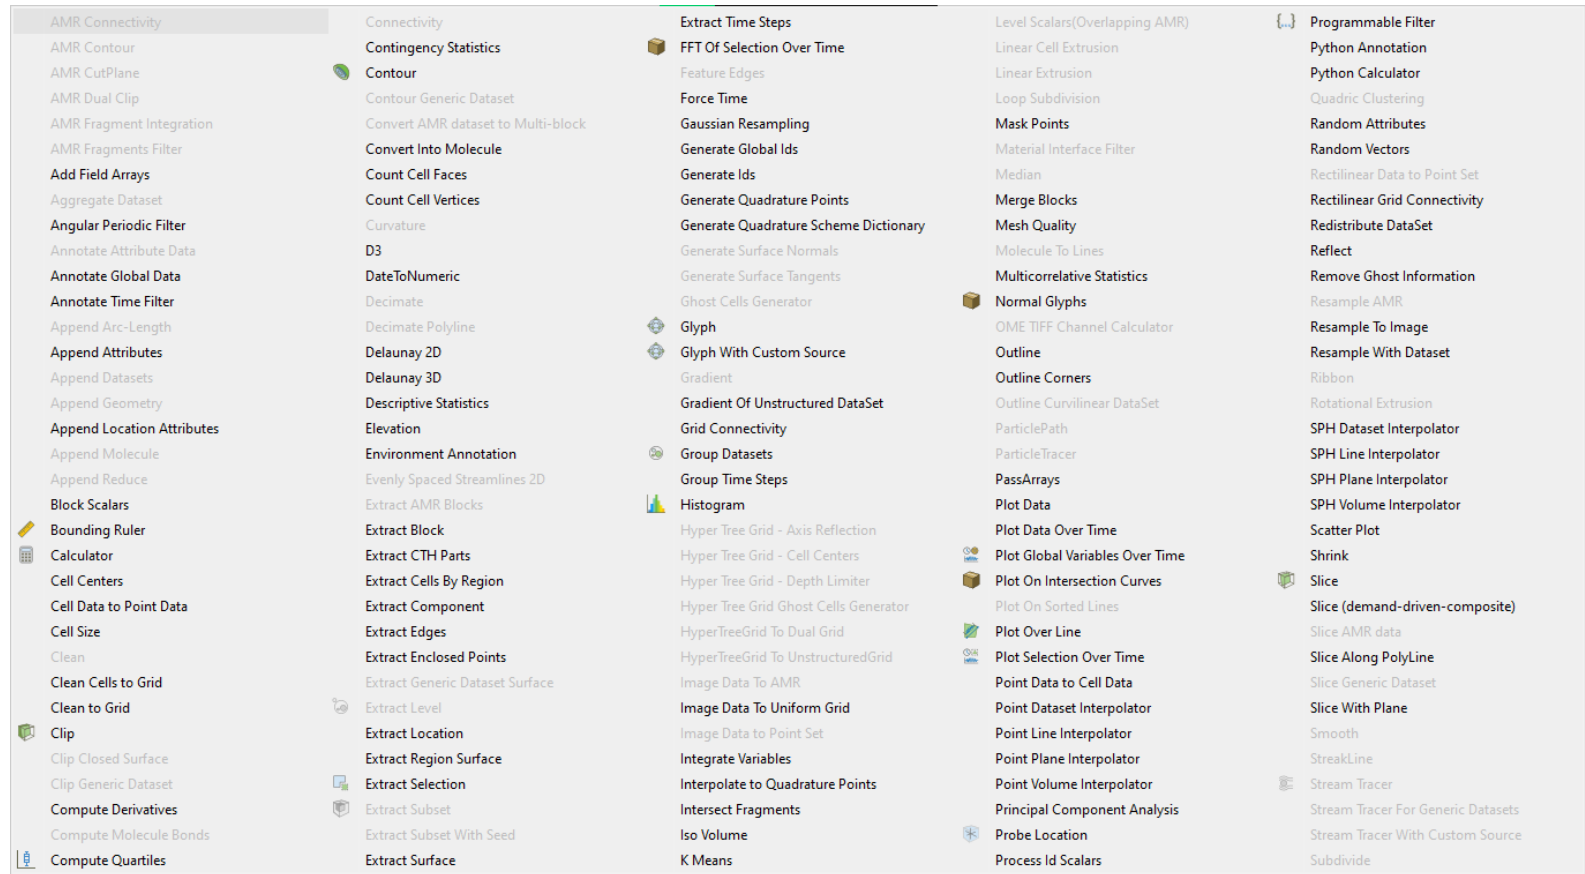 AMR Connectivity
AMR Contour
AMR CutPlane
AMR Dual Clip
AMR Fragment Integration
AMR Fragments Filter
Add Field Arrays
Aggregate Dataset
Angular Periodic Filter
Annotate Attribute Data
Annotate Global Data
Annotate Time Filter
Append Arc-Length
Append Attributes
Append Datasets
Append Geometry
Append Location Attributes
Append Molecule
Append Reduce
Block Scalars
Bounding Ruler
Calculator
Cell Centers
Cell Data to Point Data
Cell Size
Clean
Clean Cells to Grid
Clean to Grid
Clip
Clip Closed Surface
Clip Generic Dataset
Compute Derivatives
Compute Molecule Bonds
Compute Quartiles
Connectivity
Contingency Statistics
Contour
Contour Generic Dataset
Convert AMR dataset to Multi-block
Convert Into Molecule
Count Cell Faces
Count Cell Vertices
Curvature
D3
DateToNumeric
Decimate
Decimate Polyline
Delaunay 2D
Delaunay 3D
Descriptive Statistics
Elevation
Environment Annotation
Evenly Spaced Streamlines 2D
Extract AMR Blocks
Extract Block
Extract CTH Parts
Extract Cells By Region
Extract Component
Extract Edges
Extract Enclosed Points
Extract Generic Dataset Surface
Extract Level
Extract Location
Extract Region Surface
Extract Selection
Extract Subset
Extract Subset With Seed
Extract Surface
Extract Time Steps
FFT Of Selection Over Time
Feature Edges
Force Time
Gaussian Resampling
Generate Global Ids
Generate Ids
Generate Quadrature Points
Generate Quadrature Scheme Dictionary
Generate Surface Normals
Generate Surface Tangents
Ghost Cells Generator
Glyph
Glyph With Custom Source
Gradient
Gradient Of Unstructured DataSet
Grid Connectivity
Group Datasets
Group Time Steps
Histogram
Hyper Tree Grid - Axis Reflection
Hyper Tree Grid - Cell Centers
Hyper Tree Grid - Depth Limiter
Hyper Tree Grid Ghost Cells Generator
HyperTreeGrid To Dual Grid
HyperTreeGrid To UnstructuredGrid
Image Data To AMR
Image Data To Uniform Grid
Image Data to Point Set
Integrate Variables
Interpolate to Quadrature Points
Intersect Fragments
Iso Volume
K Means
Level Scalars(Overlapping AMR)
Linear Cell Extrusion
Linear Extrusion
Loop Subdivision
Mask Points
Material Interface Filter
Median
Merge Blocks
Mesh Quality
Molecule To Lines
Multicorrelative Statistics
Normal Glyphs
OME TIFF Channel Calculator
Outline
Outline Corners
Outline Curvilinear DataSet
ParticlePath
ParticleTracer
PassArrays
Plot Data
Plot Data Over Time
Plot Global Variables Over Time
Plot On Intersection Curves
Plot On Sorted Lines
Plot Over Line
Plot Selection Over Time
Point Data to Cell Data
Point Dataset Interpolator
Point Line Interpolator
Point Plane Interpolator
Point Volume Interpolator
Principal Component Analysis
Probe Location
Process Id Scalars
{...} Programmable Filter
Python Annotation
Python Calculator
Quadric Clustering
Random Attributes
Random Vectors
Rectilinear Data to Point Set
Rectilinear Grid Connectivity
Redistribute DataSet
Reflect
Remove Ghost Information
Resample AMR
Resample To Image
Resample With Dataset
Ribbon
Rotational Extrusion
SPH Dataset Interpolator
SPH Line Interpolator
SPH Plane Interpolator
SPH Volume Interpolator
Scatter Plot
Shrink
Slice
Slice (demand-driven-composite)
Slice AMR data
Slice Along PolyLine
Slice Generic Dataset
Slice With Plane
Smooth
StreakLine
Stream Tracer
Stream Tracer For Generic Datasets
Stream Tracer With Custom Source
Subdivide